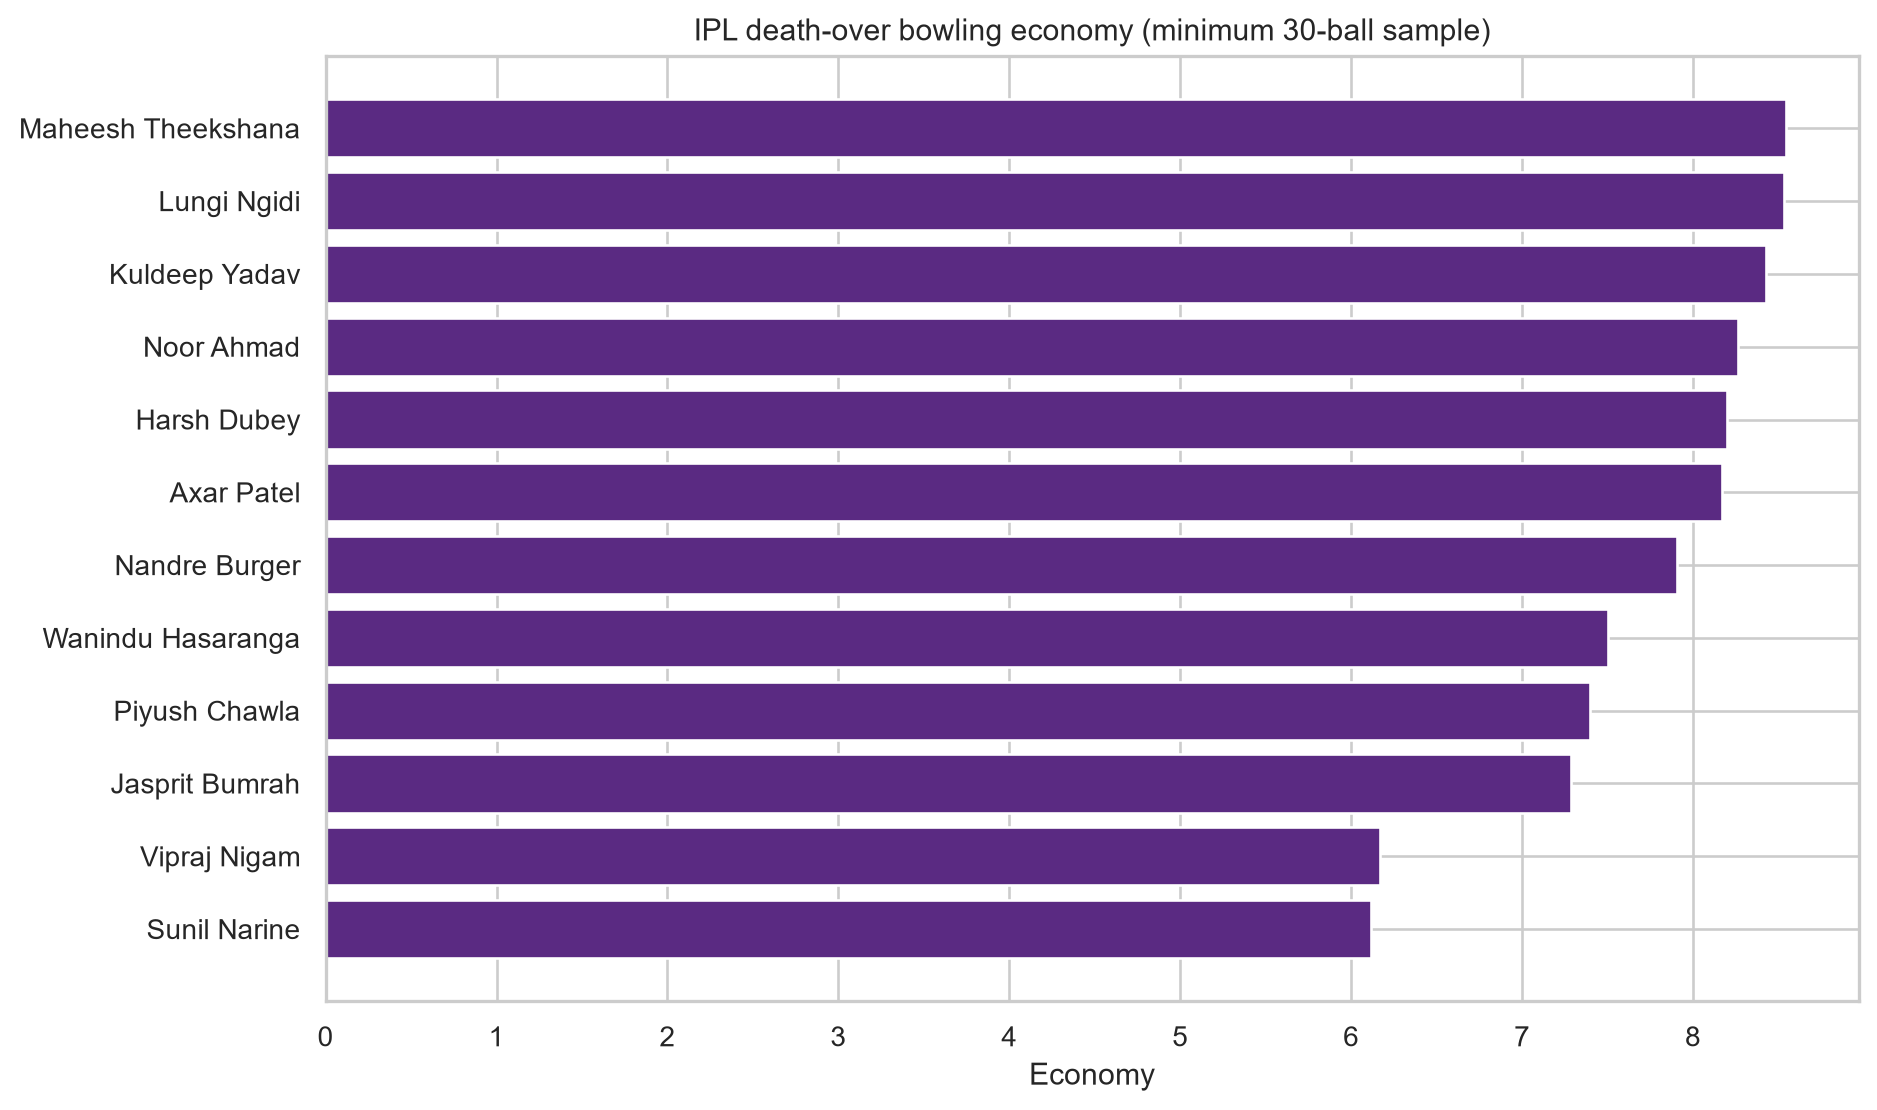 IPL death-over bowling economy (minimum 30-ball sample)
Maheesh Theekshana
Lungi Ngidi
Kuldeep Yadav
Noor Ahmad
Harsh Dubey
Axar Patel
Nandre Burger
Wanindu Hasaranga
Piyush Chawla
Jasprit Bumrah
Vipraj Nigam
Sunil Narine
0 1 2 3 4 5 6 7 8
Economy